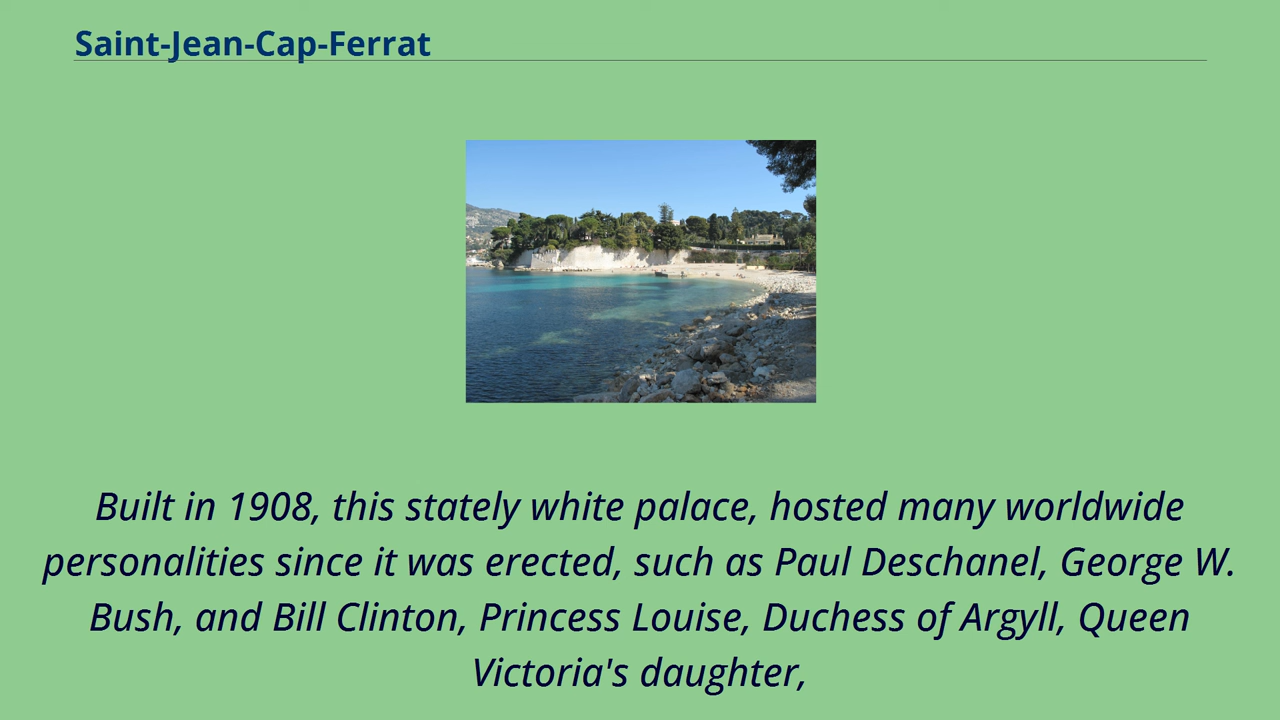 Saint-Jean-Cap-Ferrat
Built in 1908, this stately white palace, hosted many worldwide
personalities since it was erected, such as Paul Deschanel, George W.
Bush, and Bill Clinton, Princess Louise, Duchess of Argyll, Queen
Victoria's daughter,